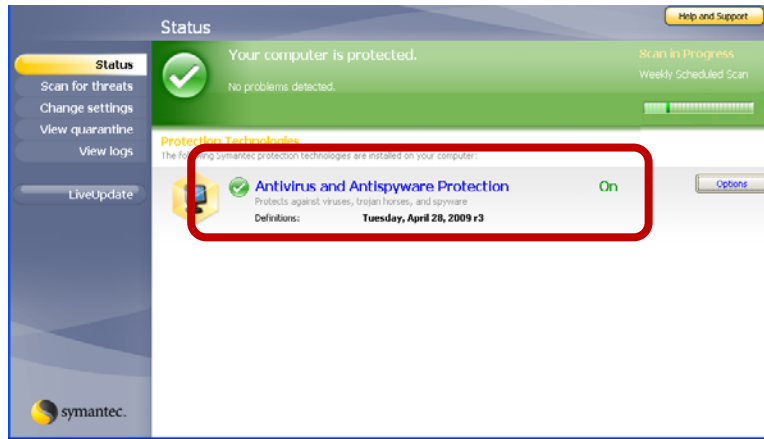 Status
Help and Support
Status
Scan for threats
Change settings
View quarantine
View logs
LiveUpdate
Your computer is protected.
No problems detected.
Scan in Progress
Weekly Scheduled Scan
Protection Technologies
The following Symantec protection technologies are installed on your computer:
Antivirus and Antispyware Protection On
Options
Protects against viruses, trojan horses, and spyware
Definitions: Tuesday, April 28, 2009 r3
symantec.